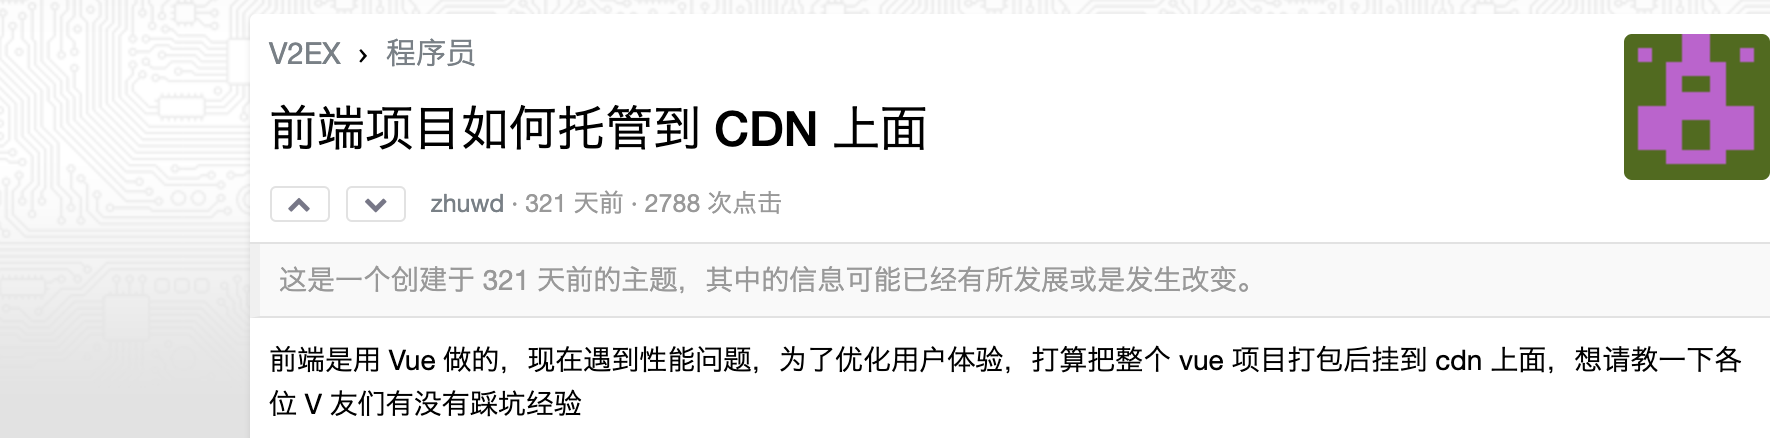 V2EX › 程序员
前端项目如何托管到 CDN 上面
zhuwd · 321 天前 · 2788 次点击
这是一个创建于 321 天前的主题，其中的信息可能已经有所发展或是发生改变。
前端是用 Vue 做的，现在遇到性能问题，为了优化用户体验，打算把整个 vue 项目打包后挂到 cdn 上面，想请教一下各
位 V 友们有没有踩坑经验